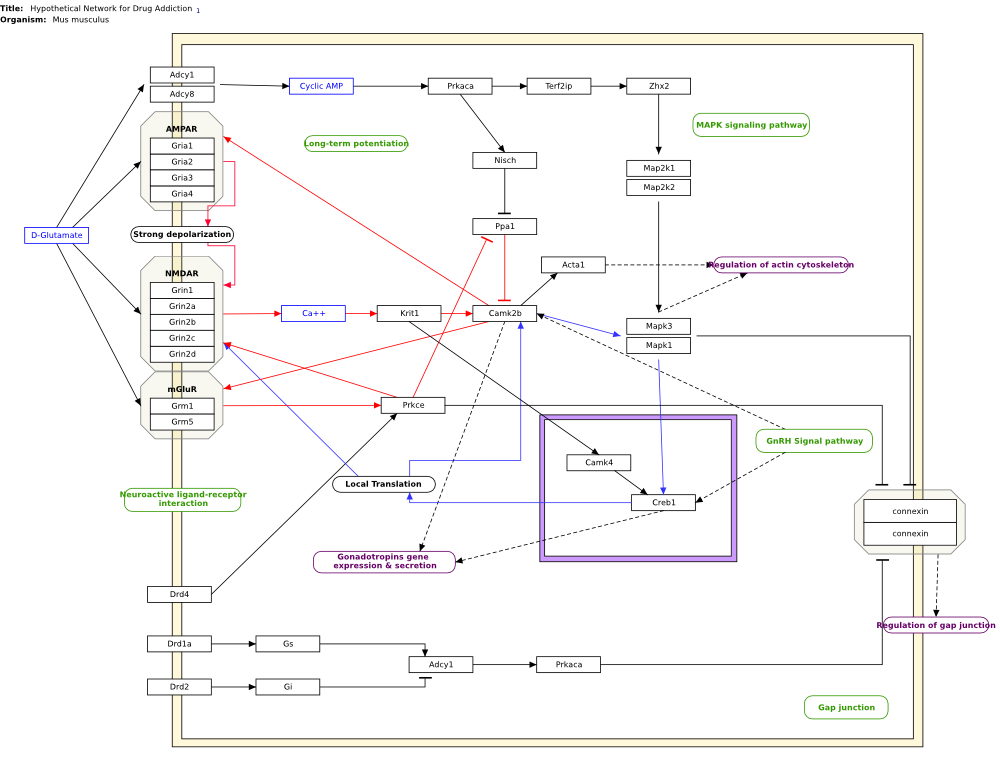 Title: Hypothetical Network for Drug Addiction 1
Organism: Mus musculus
Adcy1
Adcy8
Cyclic AMP
Prkaca
Terf2ip
Zhx2
MAPK signaling pathway
AMPAR
Gria1
Gria2
Gria3
Gria4
Long-term potentiation
Nisch
Map2k1
Map2k2
D-Glutamate
Strong depolarization
Ppa1
Acta1
Regulation of actin cytoskeleton
NMDAR
Grin1
Grin2a
Grin2b
Grin2c
Grin2d
Ca++
Krit1
Camk2b
Mapk3
Mapk1
mGluR
Grm1
Grm5
Prkce
GnRH Signal pathway
Camk4
Creb1
Local Translation
Neuroactive ligand-receptor
interaction
connexin
connexin
Gonadotropins gene
expression & secretion
Drd4
Regulation of gap junction
Drd1a
Gs
Adcy1
Prkaca
Drd2
Gi
Gap junction